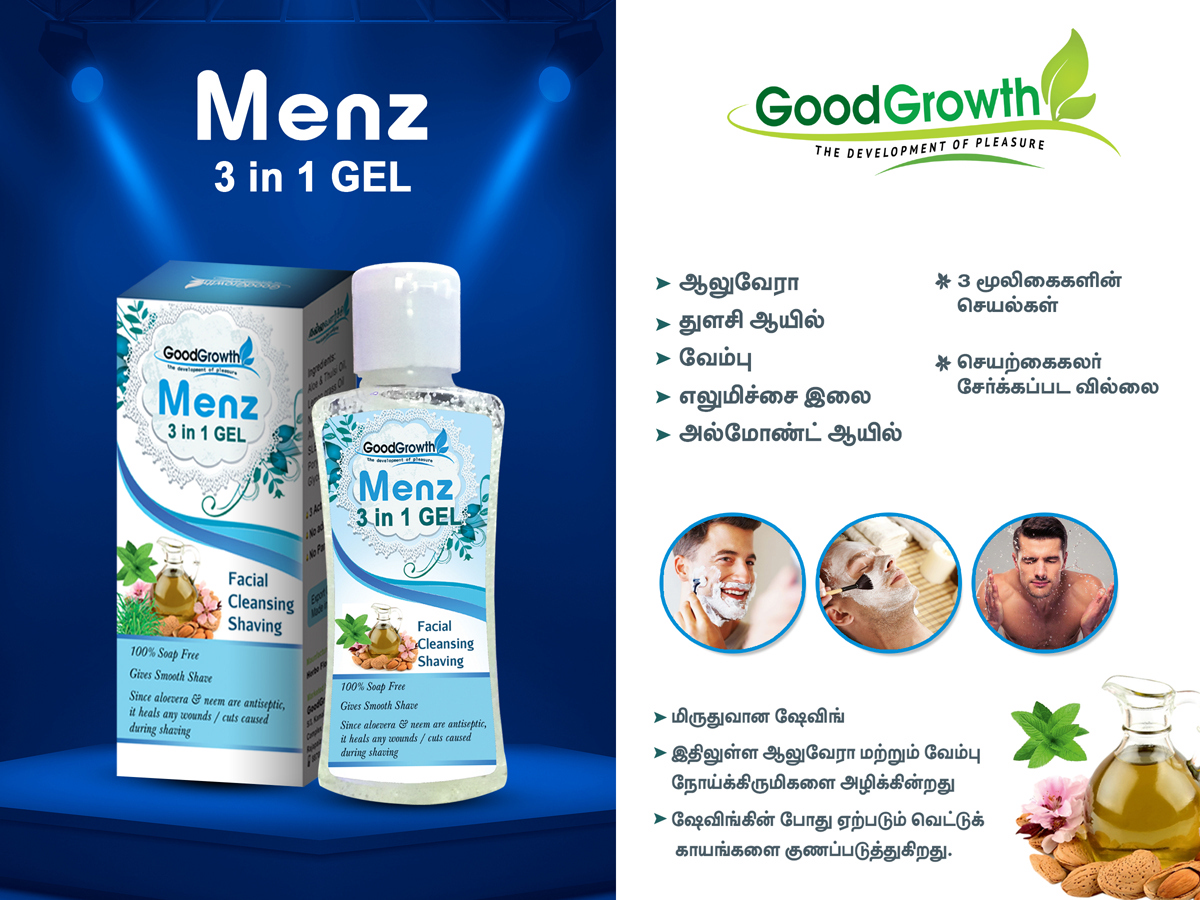 Menz
3 in 1 GEL
GoodGrowth
the development of pleasure
Menz
3 in 1 GEL
Facial
Cleansing
Shaving
100% Soap Free
Gives Smooth Shave
Since aloevera & neem are antiseptic,
it heals any wounds / cuts caused
during shaving
Ingredients:
Aloe & Thulsi Oil,
GoodGrowth
the development of pleasure
Menz
3 in 1 GEL
Facial
Cleansing
Shaving
100% Soap Free
Gives Smooth Shave
Since aloevera & neem are antiseptic,
it heals any wounds / cuts caused
during shaving
GoodGrowth
THE DEVELOPMENT OF PLEASURE
ஆலுவேரா
துளசி ஆயில்
வேம்பு
எலுமிச்சை இலை
அல்மோண்ட் ஆயில்
3 மூலிகைகளின்
செயல்கள்
செயற்கைகலர்
சேர்க்கப்பட வில்லை
மிருதுவான ஷேவிங்
இதிலுள்ள ஆலுவேரா மற்றும் வேம்பு
நோய்க்கிருமிகளை அழிக்கின்றது
ஷேவிங்கின் போது ஏற்படும் வெட்டுக்
காயங்களை குணப்படுத்துகிறது.